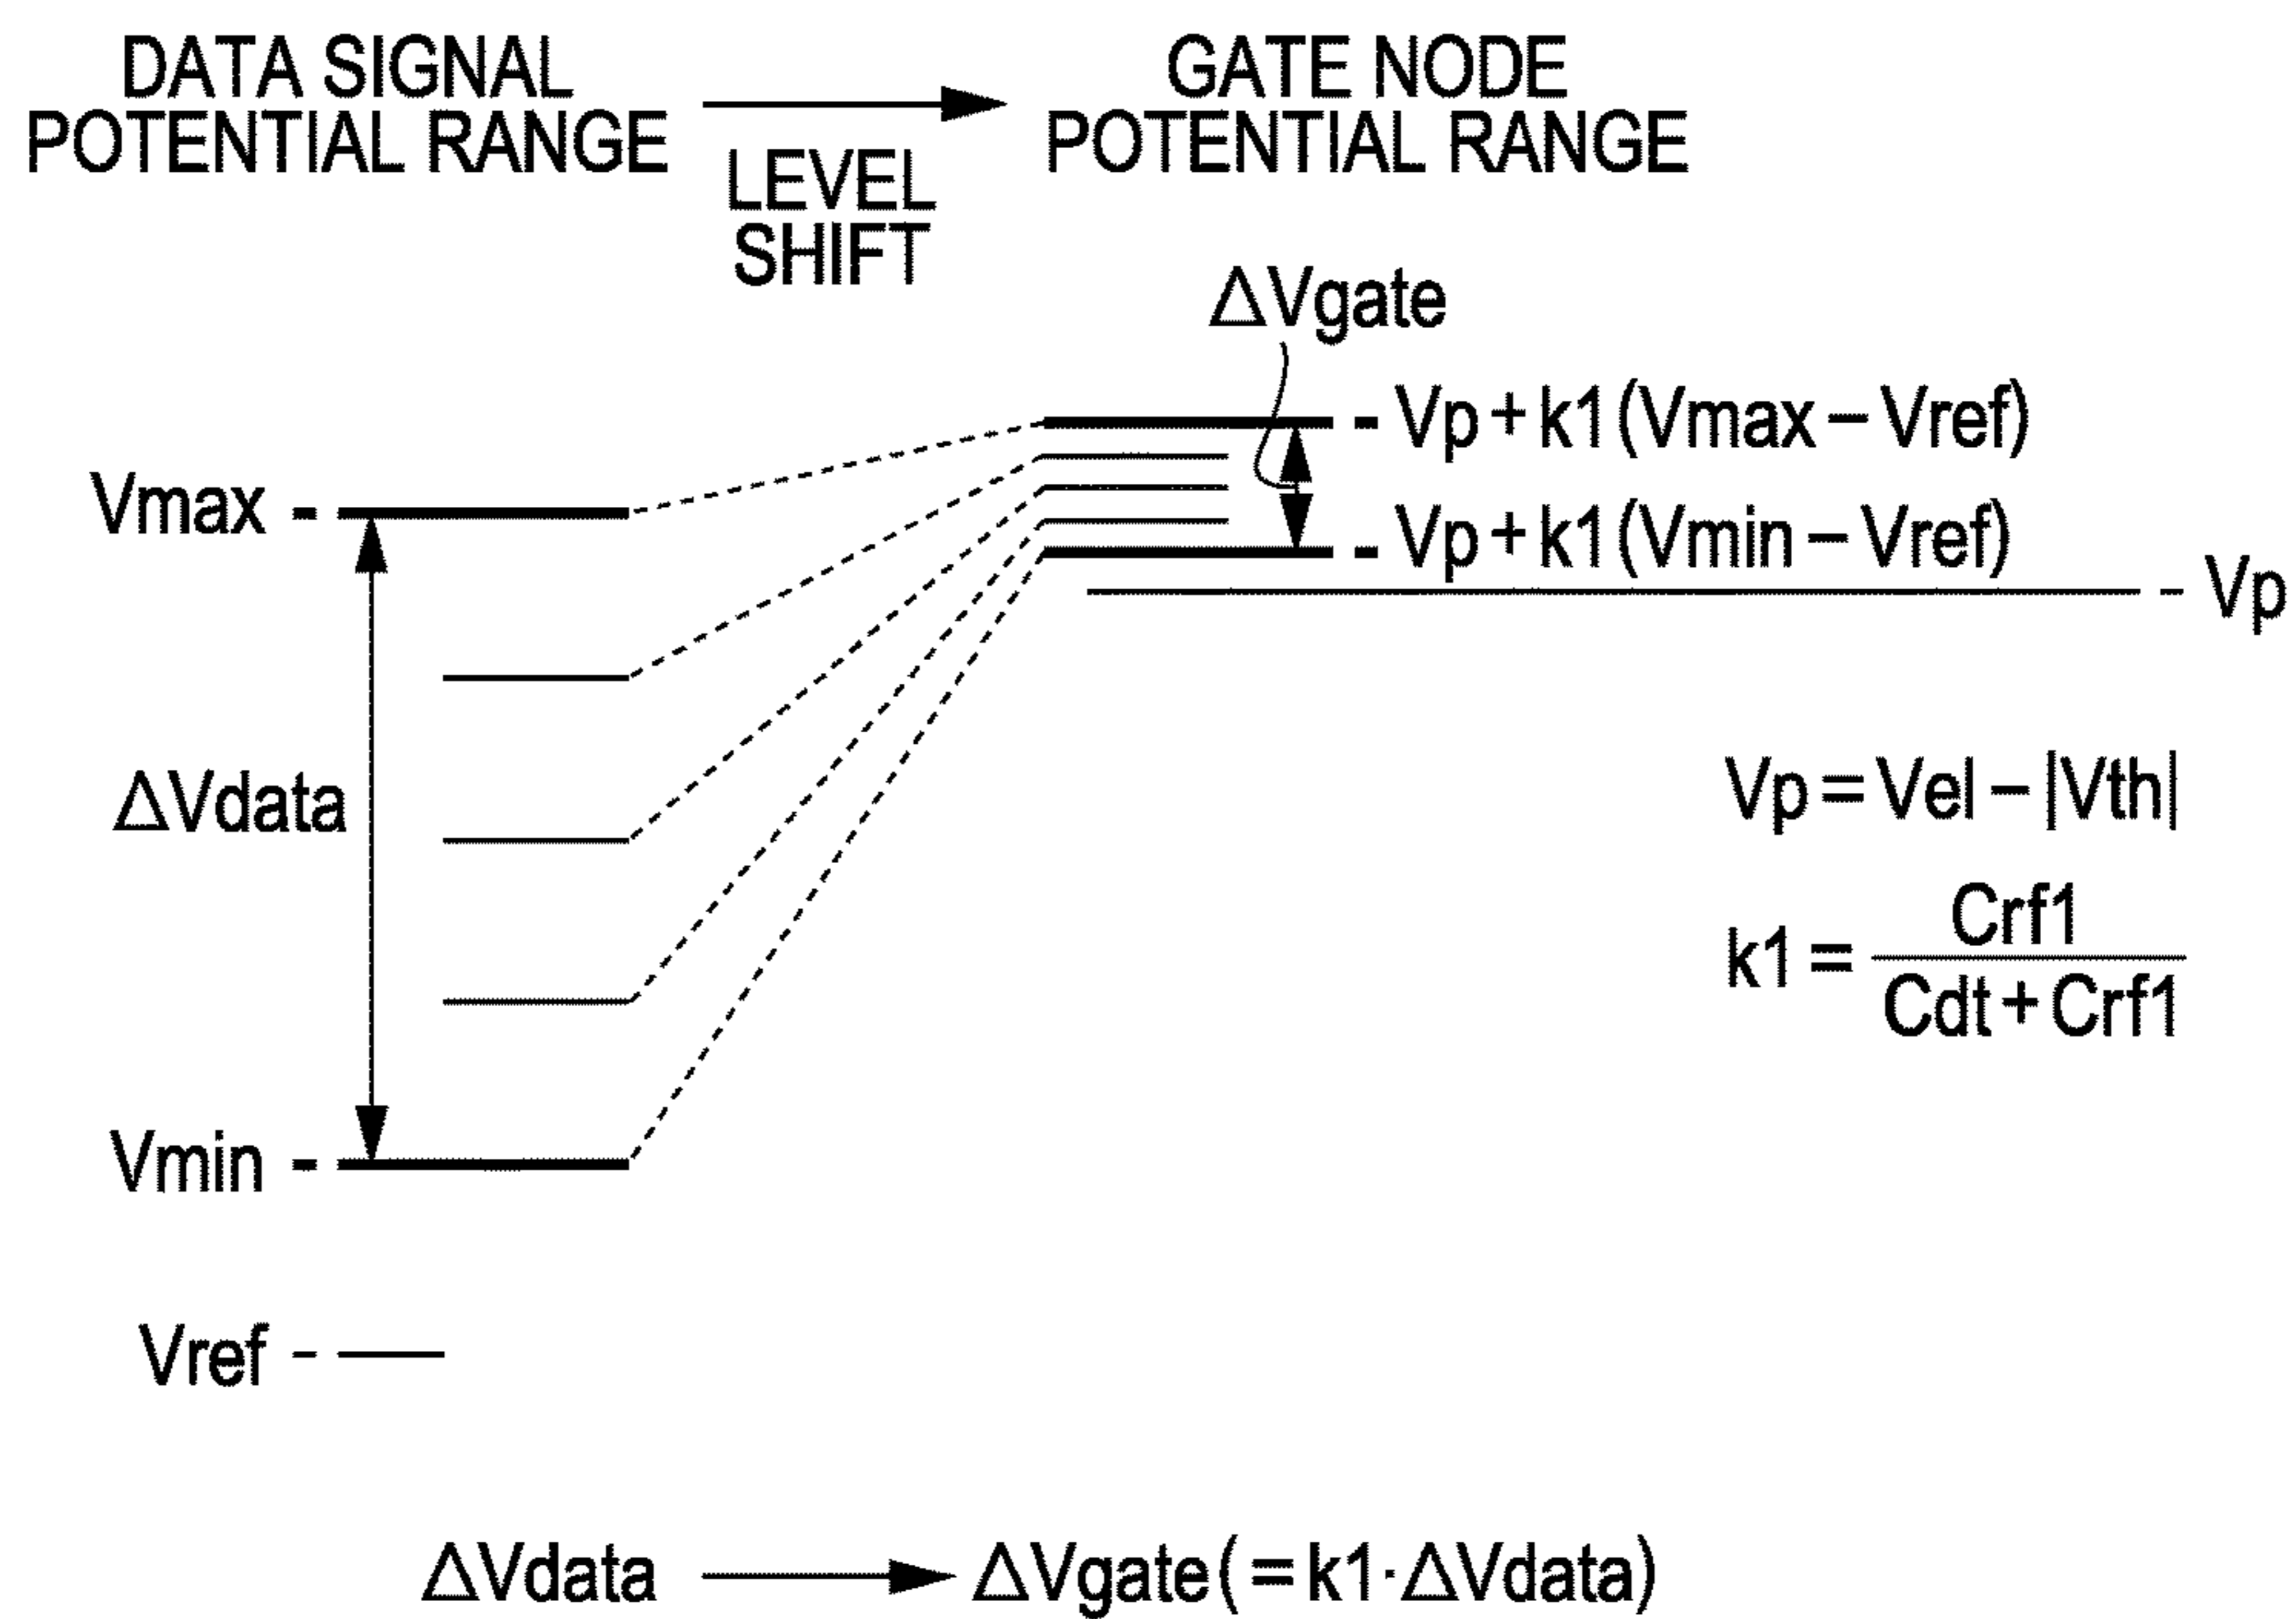 DATA SIGNAL
POTENTIAL RANGE
LEVEL
SHIFT
GATE NODE
POTENTIAL RANGE
ΔVgate
Vp + k1 (Vmax – Vref)
Vp + k1 (Vmin – Vref)
Vp
Vmax
ΔVdata
Vmin
Vref
Vp = Vel – |Vth|
k1 = Crf1
Cdt + Crf1
ΔVdata → ΔVgate ( = k1·ΔVdata)